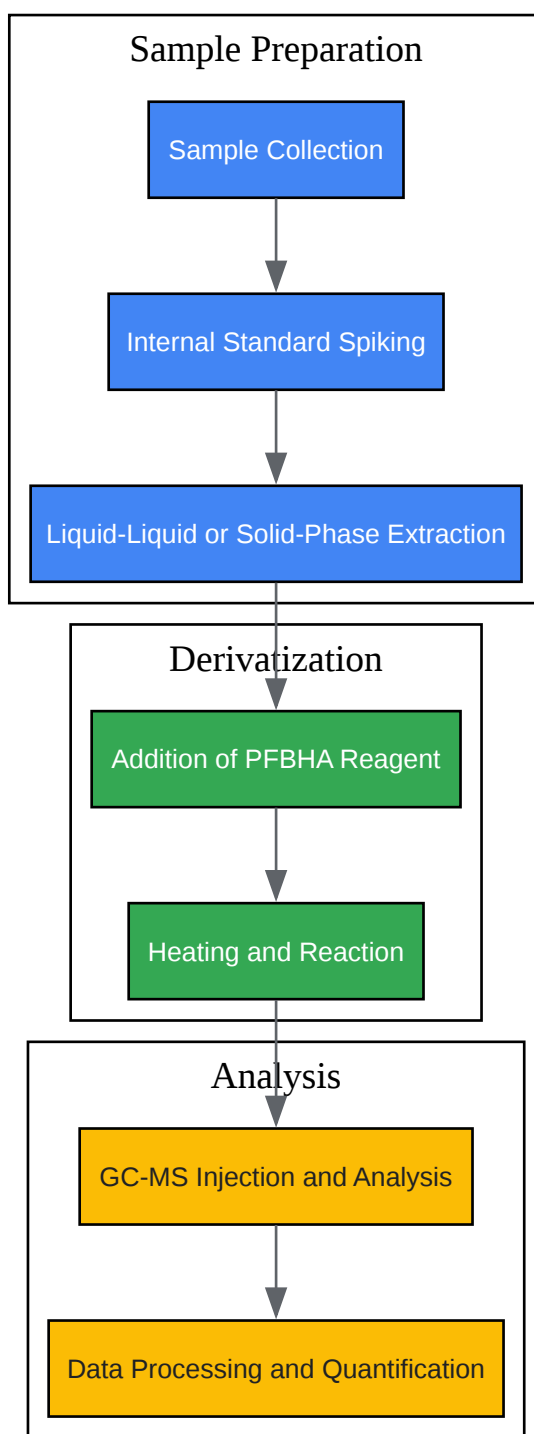 Sample Preparation
Sample Collection
Internal Standard Spiking
Liquid-Liquid or Solid-Phase Extraction
Derivatization
Addition of PFBHA Reagent
Heating and Reaction
Analysis
GC-MS Injection and Analysis
Data Processing and Quantification